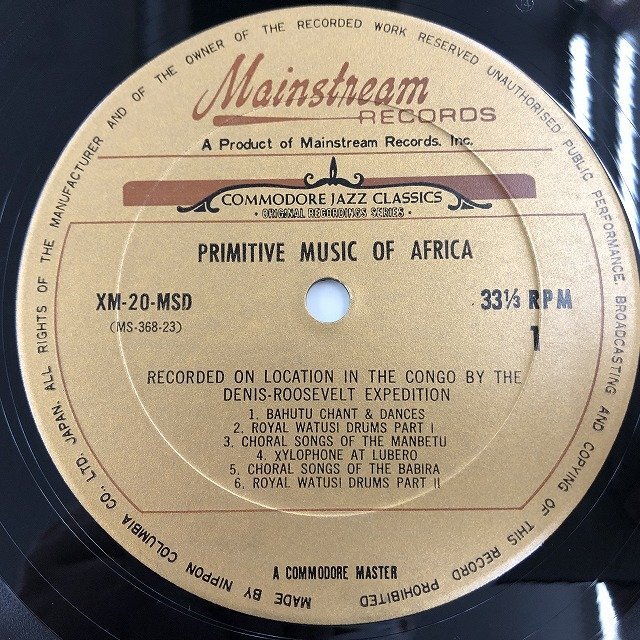 Mainstream
RECORDS
A Product of Mainstream Records, Inc.
COMMODORE JAZZ CLASSICS
· ORIGINAL RECORDINGS SERIES ·
PRIMITIVE MUSIC OF AFRICA
XM-20-MSD
(MS-368-23)
33⅓ RPM
1
RECORDED ON LOCATION IN THE CONGO BY THE
DENIS-ROOSEVELT EXPEDITION
1. BAHUTU CHANT & DANCES
2. ROYAL WATUSI DRUMS PART I
3. CHORAL SONGS OF THE MANBETU
4. XYLOPHONE AT LUBERO
5. CHORAL SONGS OF THE BABIRA
6. ROYAL WATUSI DRUMS PART II
A COMMODORE MASTER
MADE BY NIPPON COLUMBIA CO., LTD. JAPAN. ALL RIGHTS OF THE MANUFACTURER AND OF THE OWNER OF THE RECORDED WORK RESERVED UNAUTHORISED PUBLIC PERFORMANCE, BROADCASTING AND COPYING OF THIS RECORD PROHIBITED